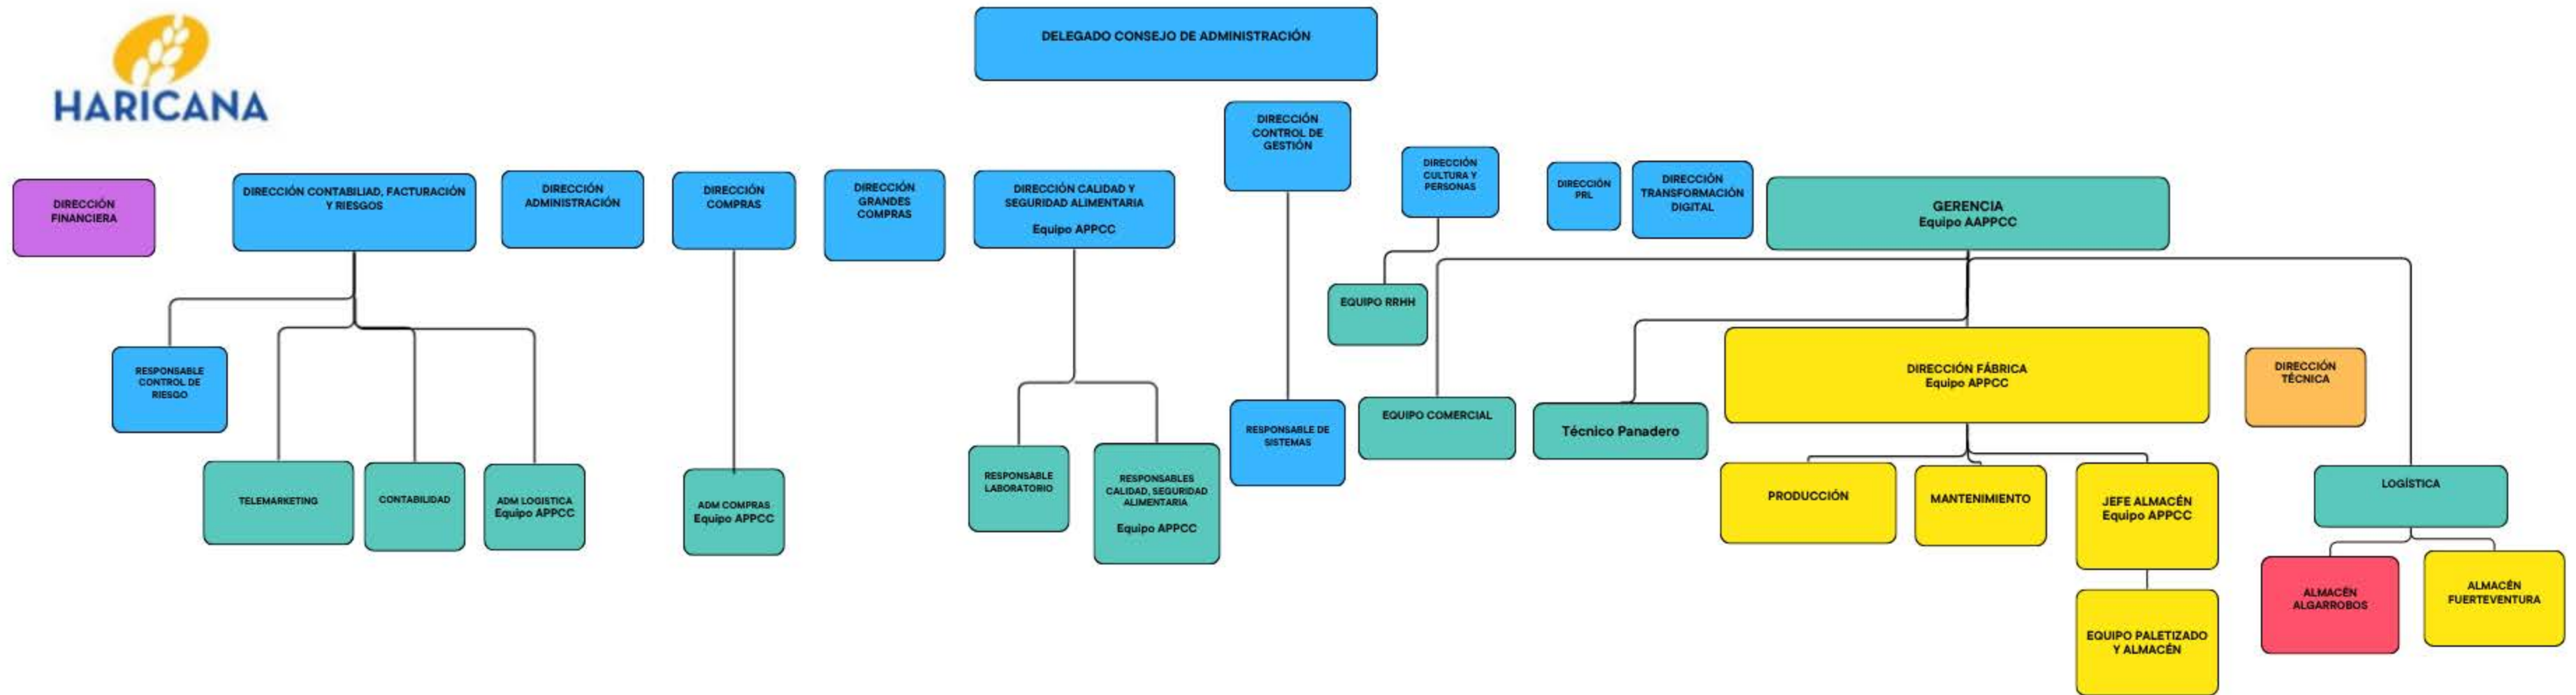 HARICANA
DELEGADO CONSEJO DE ADMINISTRACIÓN
DIRECCIÓN
CONTROL DE
GESTIÓN
DIRECCIÓN
FINANCIERA
DIRECCIÓN CONTABILIAD, FACTURACIÓN
Y RIESGOS
DIRECCIÓN
ADMINISTRACIÓN
DIRECCIÓN
COMPRAS
DIRECCIÓN
GRANDES
COMPRAS
DIRECCIÓN CALIDAD Y
SEGURIDAD ALIMENTARIA
Equipo APPCC
DIRECCIÓN
CULTURA Y
PERSONAS
DIRECCIÓN
PRL
DIRECCIÓN
TRANSFORMACIÓN
DIGITAL
GERENCIA
Equipo AAPPCC
EQUIPO RRHH
RESPONSABLE
CONTROL DE
RIESGO
DIRECCIÓN FÁBRICA
Equipo APPCC
DIRECCIÓN
TÉCNICA
RESPONSABLE DE
SISTEMAS
EQUIPO COMERCIAL
Técnico Panadero
TELEMARKETING
CONTABILIDAD
ADM LOGISTICA
Equipo APPCC
ADM COMPRAS
Equipo APPCC
RESPONSABLE
LABORATORIO
RESPONSABLES
CALIDAD, SEGURIDAD
ALIMENTARIA
Equipo APPCC
PRODUCCIÓN
MANTENIMIENTO
JEFE ALMACÉN
Equipo APPCC
LOGÍSTICA
ALMACÉN
ALGARROBOS
ALMACÉN
FUERTEVENTURA
EQUIPO PALETIZADO
Y ALMACÉN